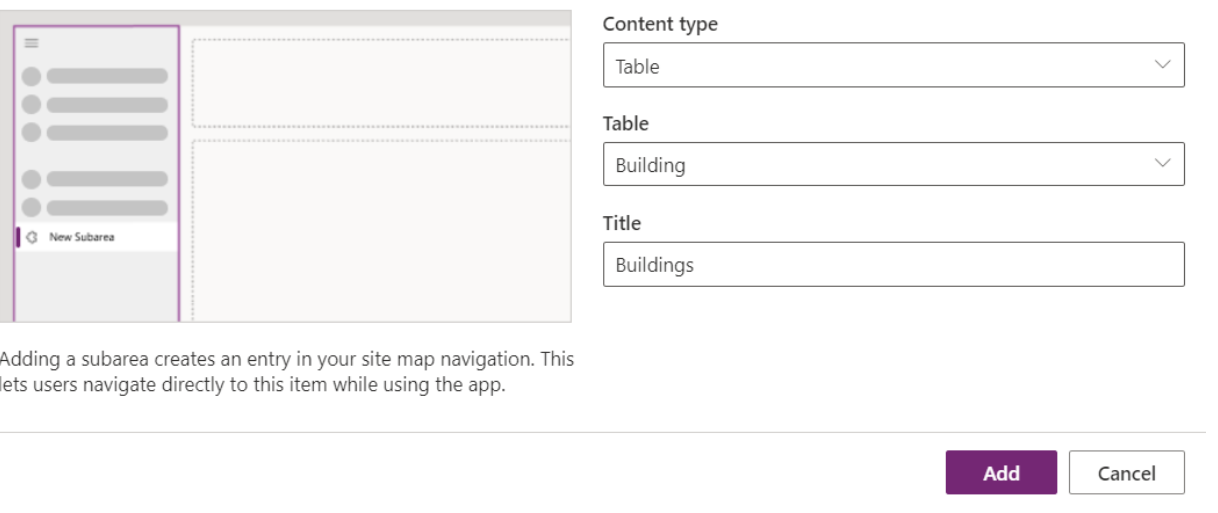 New Subarea
Adding a subarea creates an entry in your site map navigation. This
lets users navigate directly to this item while using the app.
Content type
Table
Table
Building
Title
Buildings
Add
Cancel